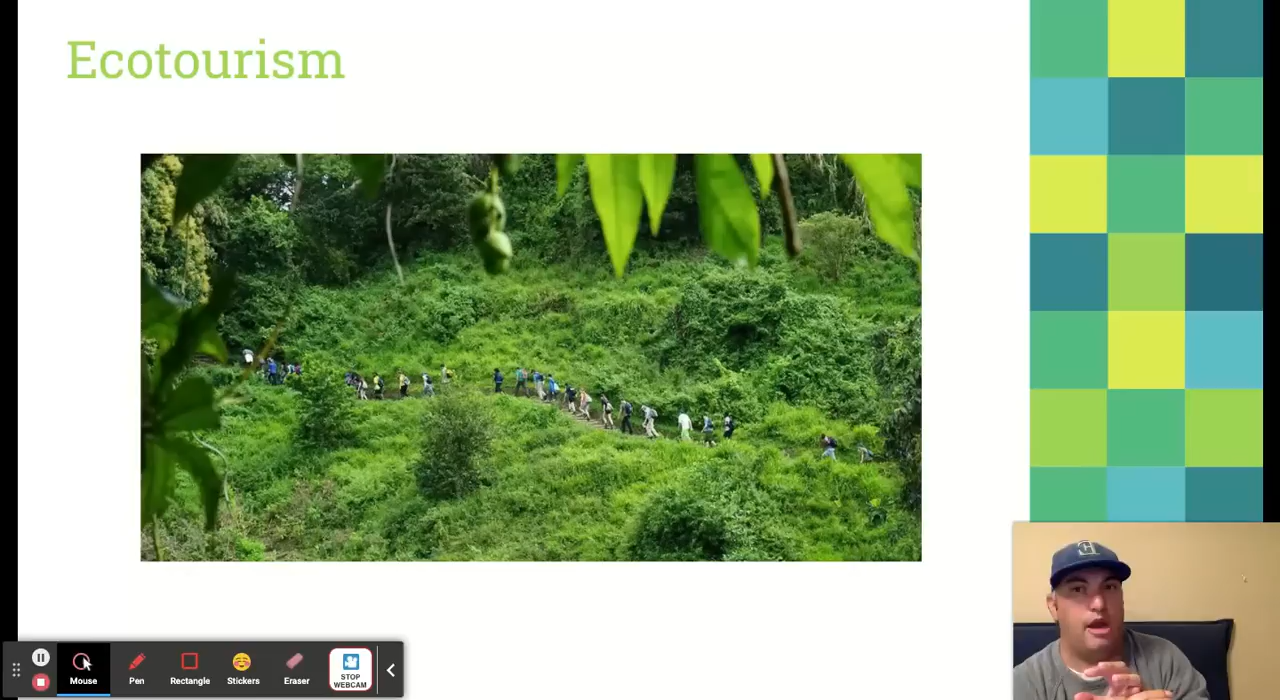 Ecotourism
Mouse
Pen
Rectangle
Stickers
Eraser
STOP
WEBCAM